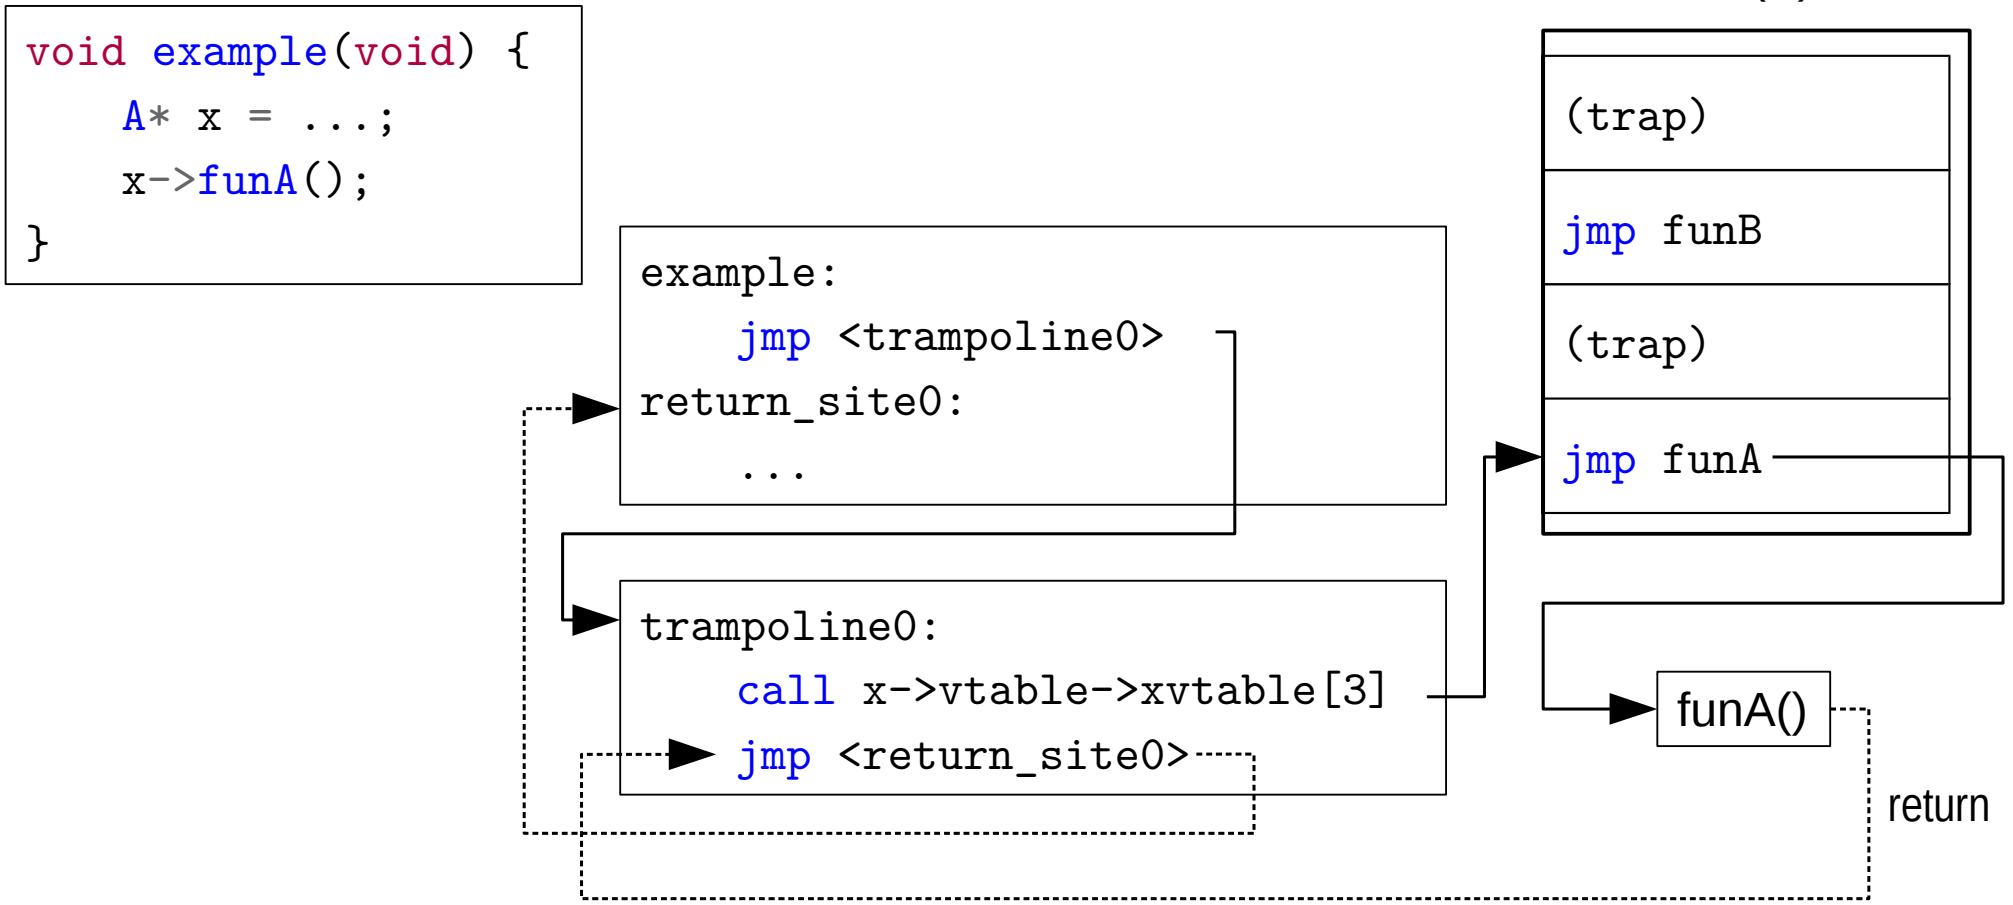 void example(void) {
A* x = ...;
x->funA();
}
example:
jmp <trampoline0>
return_site0:
...
trampoline0:
call x->vtable->xvtable[3]
jmp <return_site0>
(trap)
jmp funB
(trap)
jmp funA
funA()
return